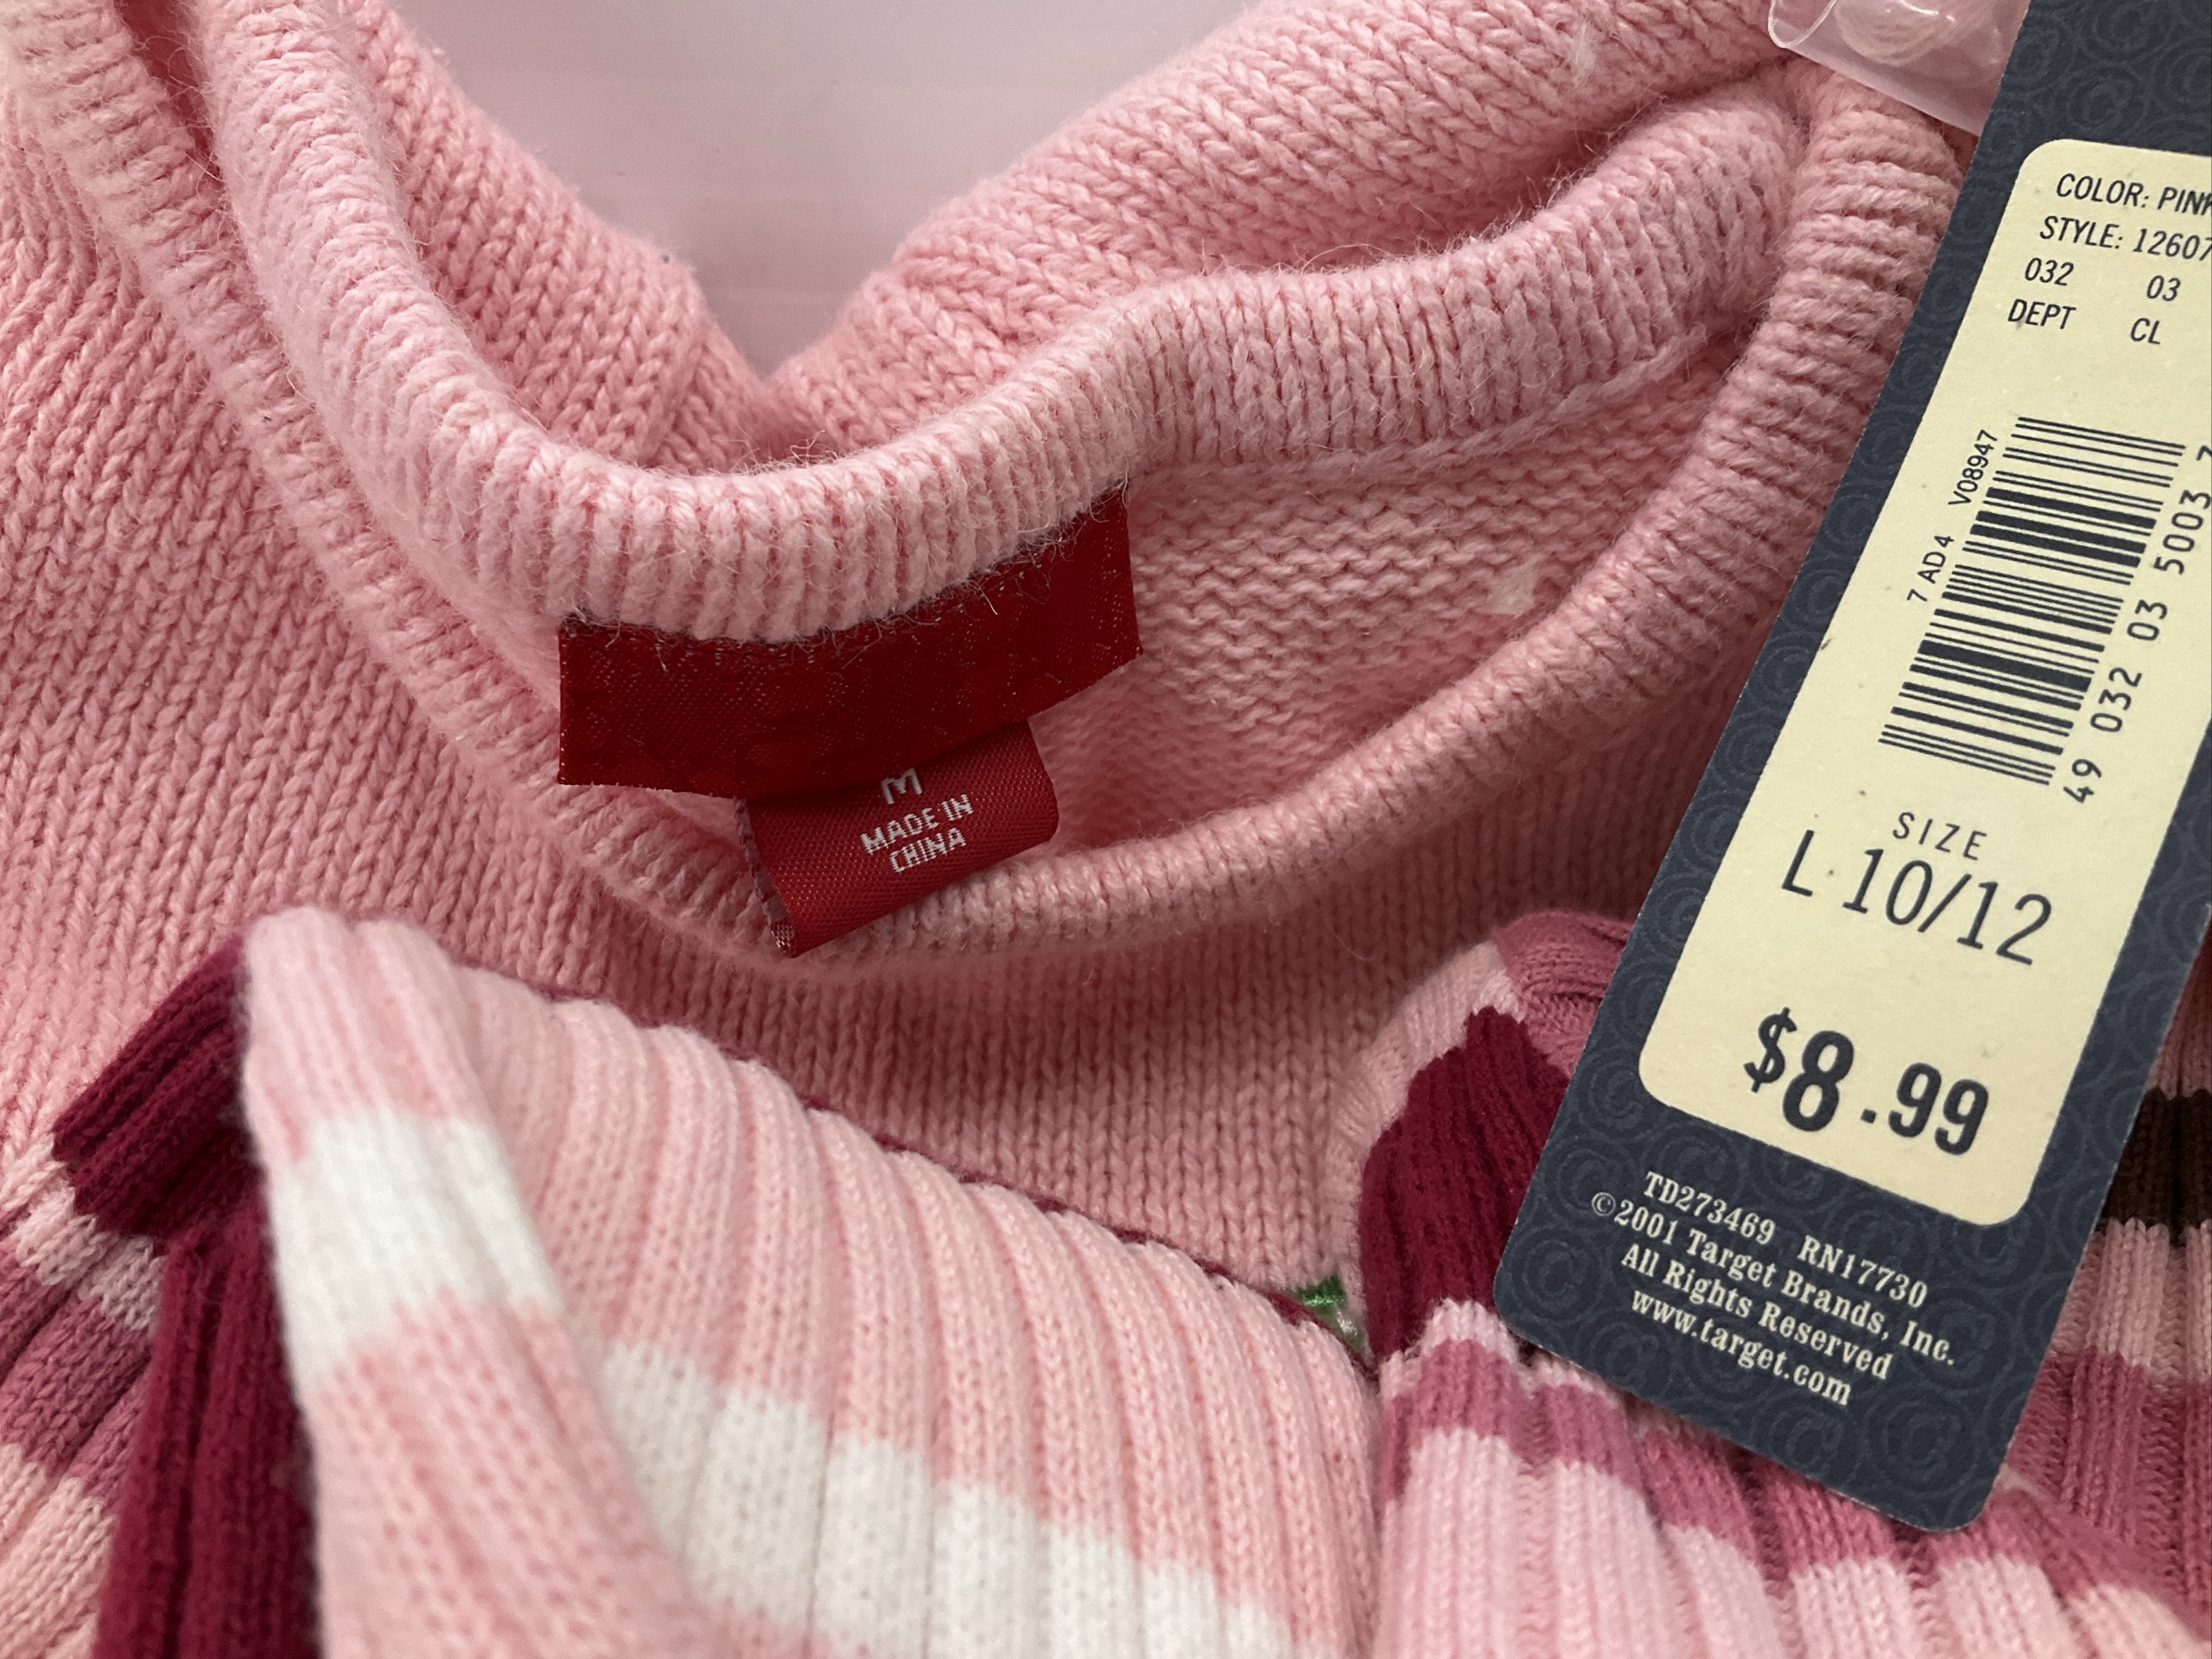 M
MADE IN
CHINA
COLOR: PINK
STYLE: 12607
032 03
DEPT CL
7 AD4 V08947
49 032 03 5003
SIZE
L 10/12
$8.99
TD273469 RN17730
©2001 Target Brands, Inc.
All Rights Reserved
www.target.com